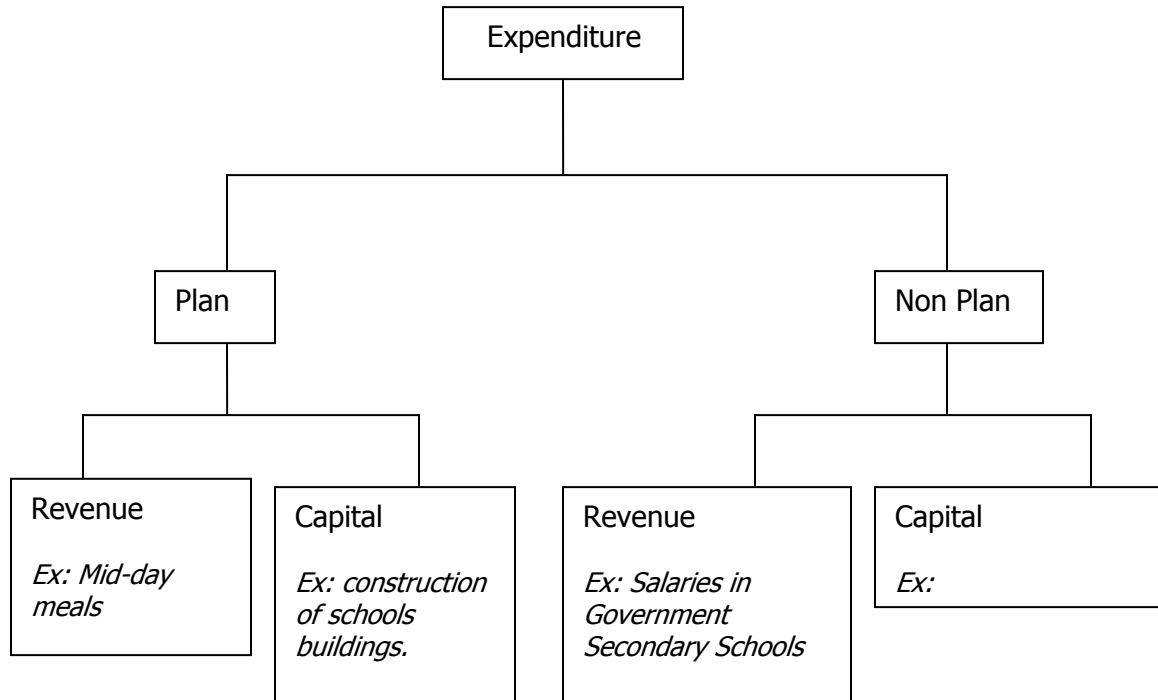 Expenditure
Plan
Non Plan
Revenue
Ex: Mid-day
meals
Capital
Ex: construction
of schools
buildings.
Revenue
Ex: Salaries in
Government
Secondary Schools
Capital
Ex: